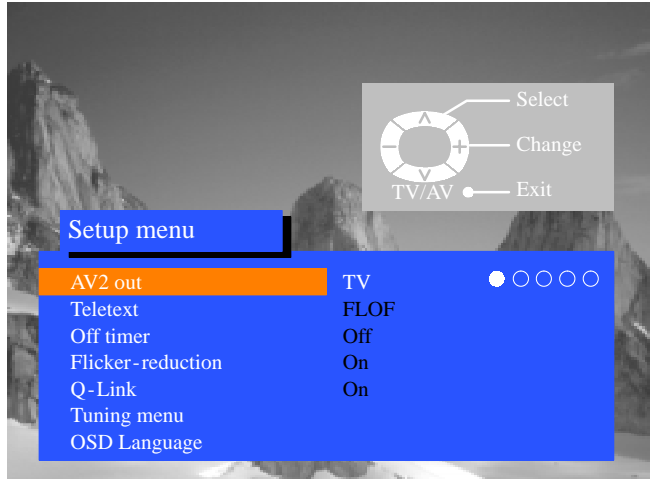 Select
Change
TV/AV Exit
Setup menu
AV2 out TV
Teletext FLOF
Off timer Off
Flicker-reduction On
Q-Link On
Tuning menu
OSD Language